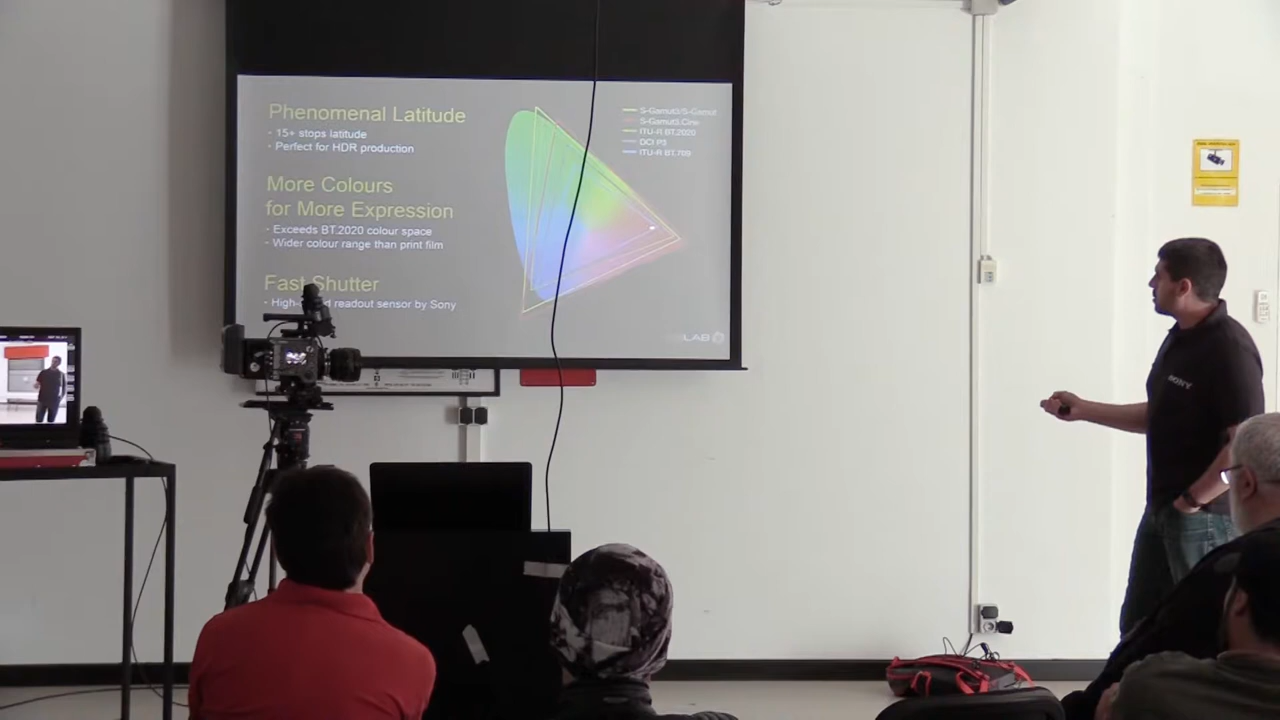 Phenomenal Latitude
- 15+ stops latitude
- Perfect for HDR production
More Colours
for More Expression
- Exceeds BT.2020 colour space
- Wider colour range than print film
Fast Shutter
readout sensor by Sony
S-Gamut3/S-Gamut
S-Gamut3.Cine
ITU-R BT.2020
DCI P3
ITU-R BT.709
LAB
SONY